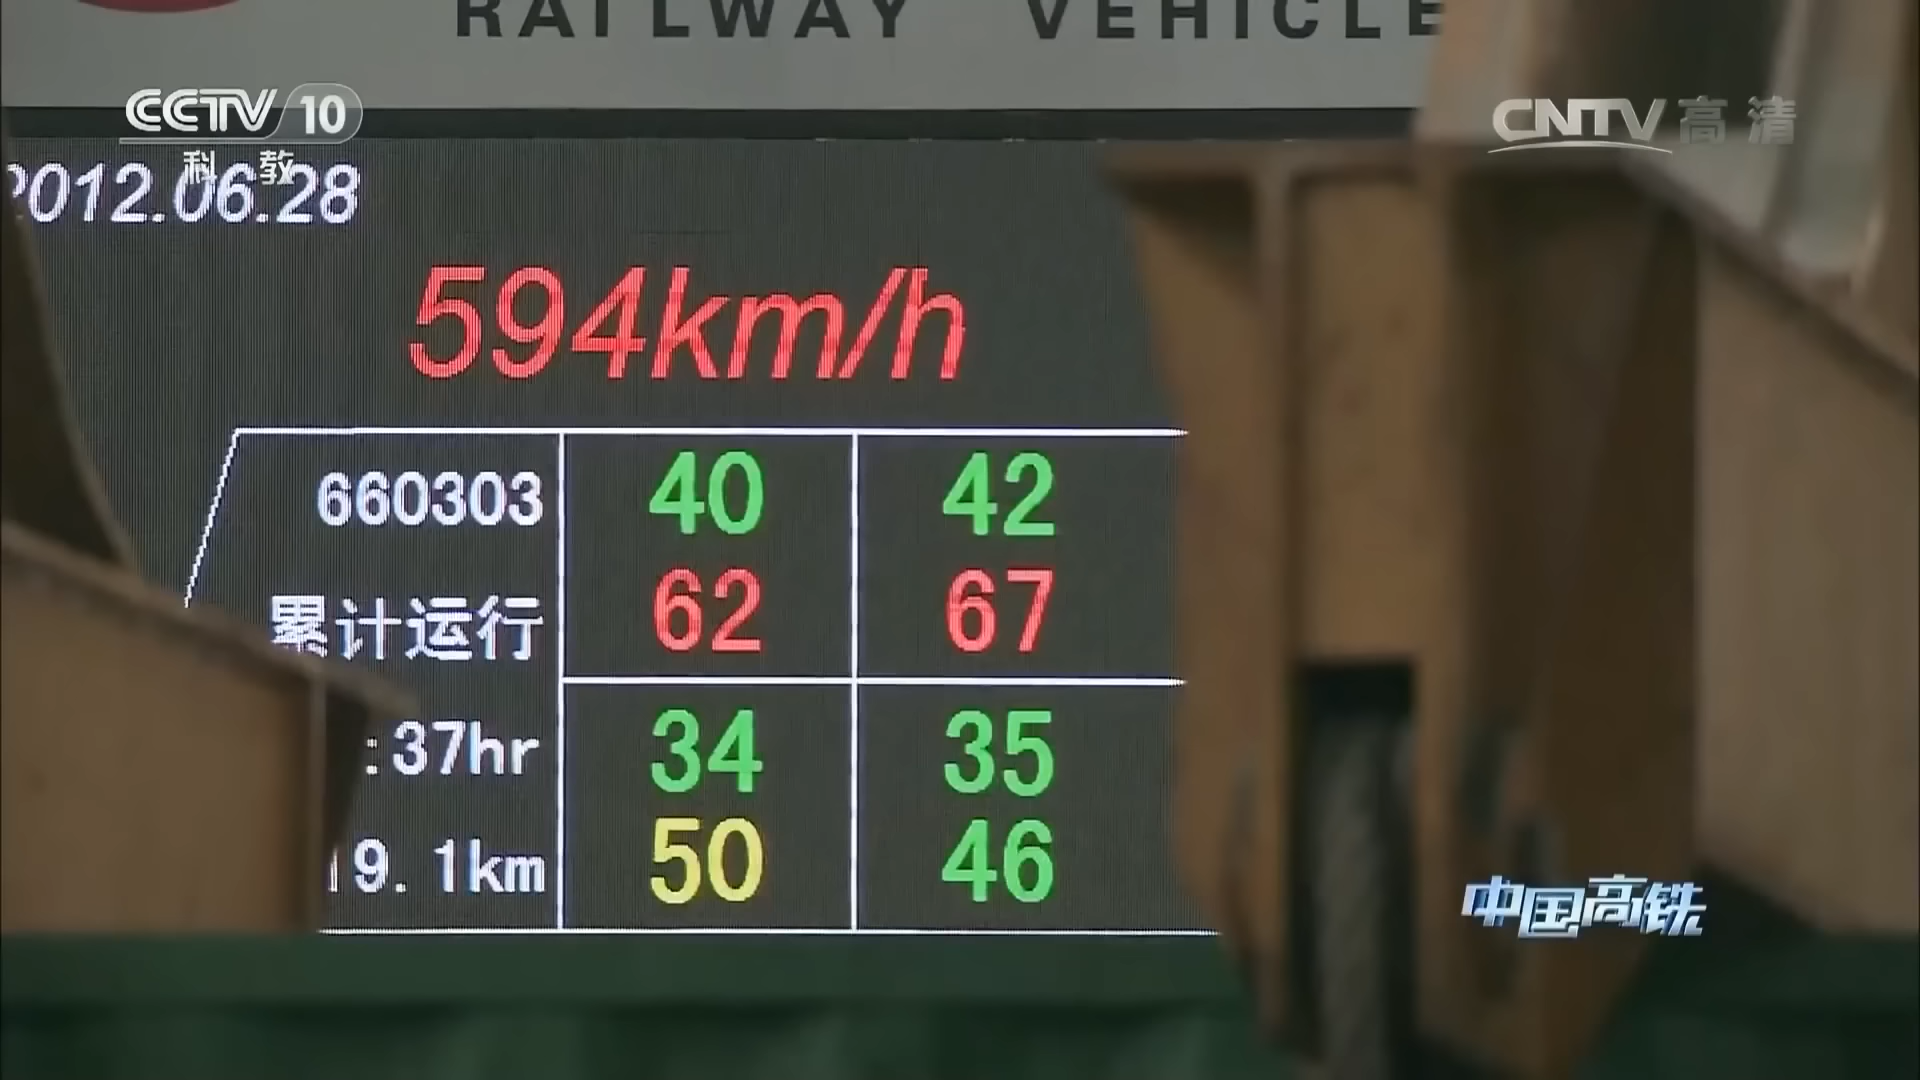 RAILWAY VEHICLE
CCTV 10
科教
CNTV 高清
2012.06.28
594km/h
660303 40 42
累计运行 62 67
:37hr 34 35
19.1km 50 46
中国高铁